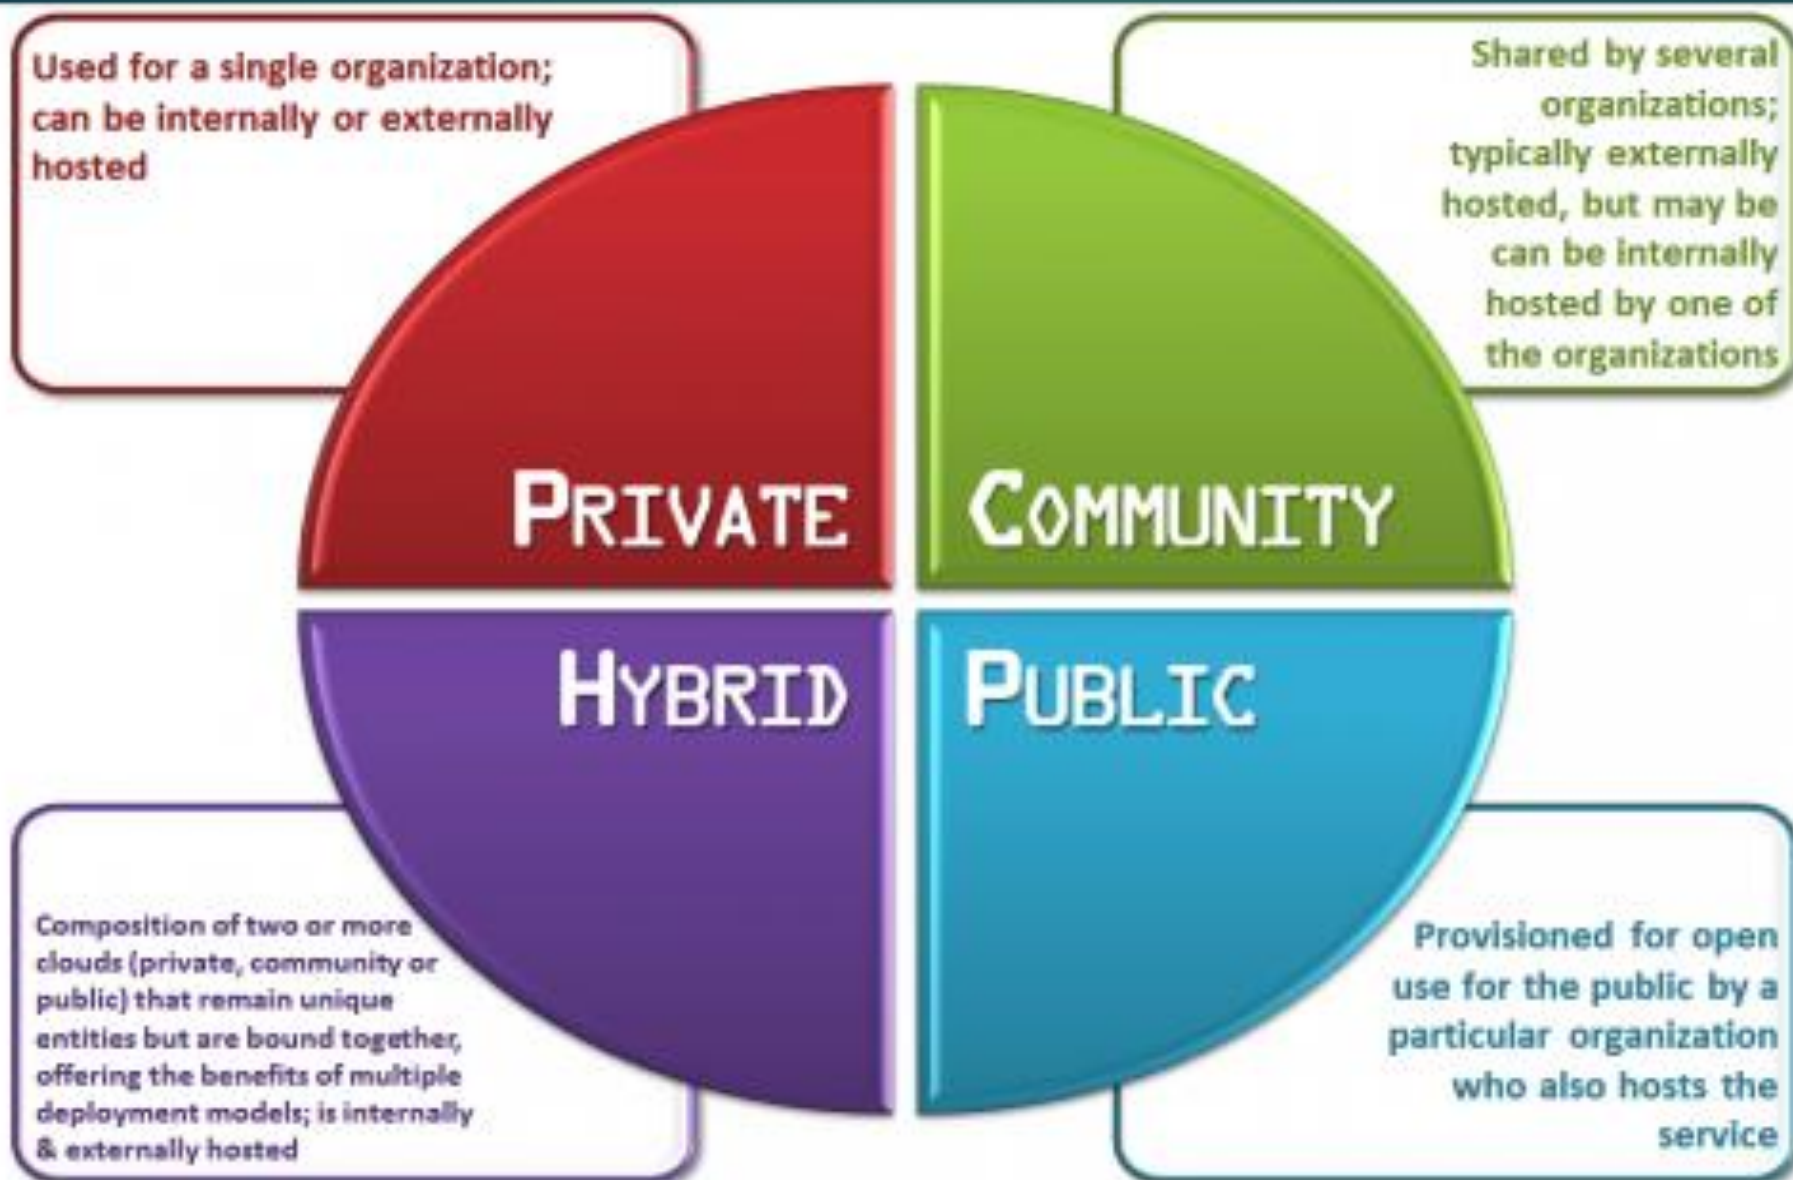 Used for a single organization;
can be internally or externally
hosted
Shared by several
organizations;
typically externally
hosted, but may be
can be internally
hosted by one of
the organizations
PRIVATE
COMMUNITY
HYBRID
PUBLIC
Composition of two or more
clouds (private, community or
public) that remain unique
entities but are bound together,
offering the benefits of multiple
deployment models; is internally
& externally hosted
Provisioned for open
use for the public by a
particular organization
who also hosts the
service